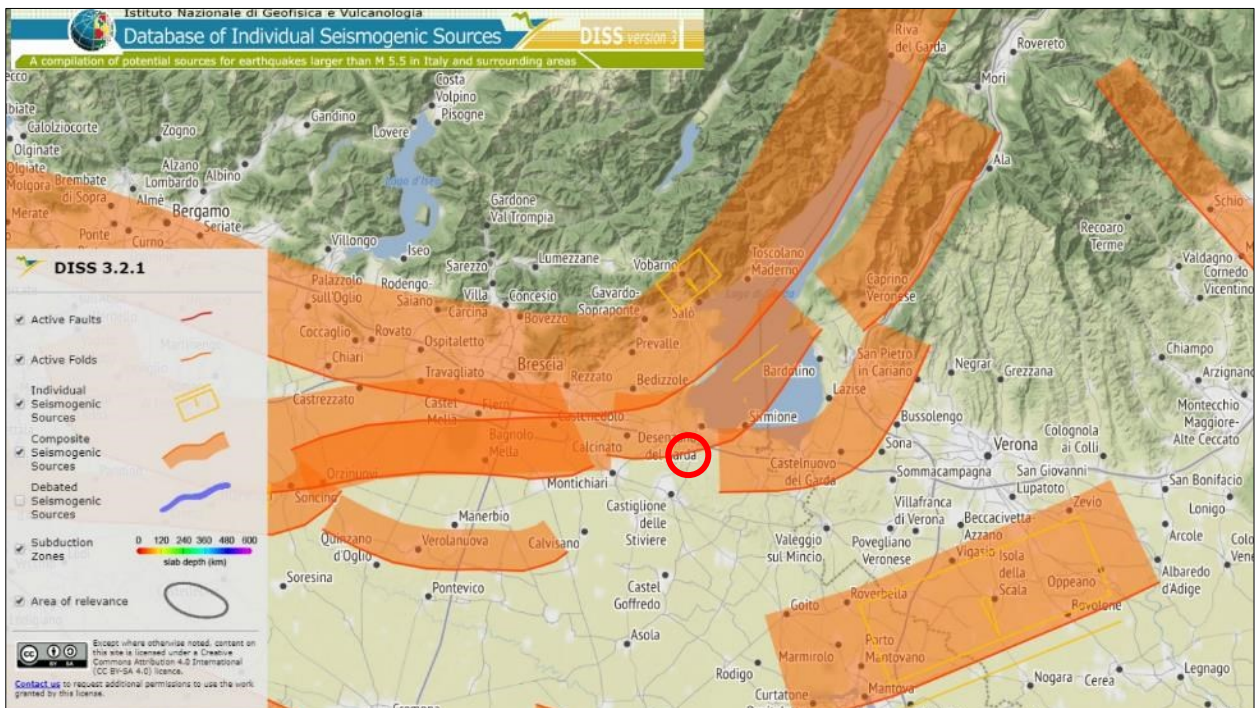 Istituto Nazionale di Geofisica e Vulcanologia
Database of Individual Seismogenic Sources
DISS version 3
A compilation of potential sources for earthquakes larger than M 5.5 in Italy and surrounding areas
DISS 3.2.1
Active Faults
Active Folds
Individual
Seismogenic
Sources
Composite
Seismogenic
Sources
Debated
Seismogenic
Sources
Subduction
Zones
0 120 240 360 480 600
slab depth (km)
Area of relevance
cc
BY SA
Except where otherwise noted, content on
this site is licensed under a Creative
Commons Attribution 4.0 International
(CC BY-SA 4.0) licence.
Contact us to request additional permissions to use the work
granted by this license.
Riva
del Garda
Rovereto
Mori
Ala
Costa
Volpino
Pisogne
Lovere
Gandino
Calolziocorte
Zogno
Olginate
Olgiate
Molgora
Brembate
di Sopra
Almè
Alzano
Lombardo
Albino
Merate
Ponte
Curno
Bergamo
Seriate
Lago d'Iseo
Gardone
Val Trompia
Villongo
Iseo
Sarezzo
Lumezzane
Vobarno
Toscolano
Maderno
Schio
Recoaro
Terme
Valdagno
Cornedo
Vicentino
Palazzolo
sull'Oglio
Rodengo-
Saiano
Villa
Carcina
Concesio
Bovezzo
Gavardo-
Sopraponte
Salò
Caprino
Veronese
Coccaglio
Rovato
Ospitaletto
Chiari
Travagliato
Brescia
Rezzato
Prevalle
Bedizzole
Bardolino
Lazise
San Pietro
in Cariano
Negrar
Grezzana
Chiampo
Arzignano
Montecchio
Maggiore-
Alte Ceccato
Castrezzato
Castel
Mella
Flero
Castenedolo
Bagnolo
Mella
Calcinato
Desenzano
del Garda
Sirmione
Bussolengo
Sona
Verona
Colognola
ai Colli
Castelnuovo
del Garda
Sommacampagna
San Giovanni
Lupatoto
San Bonifacio
Lonigo
Orzinuovi
Soncino
Montichiari
Castiglione
delle
Stiviere
Villafranca
di Verona
Beccacivetta-
Azzano
Zevio
Arcole
Manerbio
Quinzano
d'Oglio
Verolanuova
Calvisano
Valeggio
sul Mincio
Povegliano
Veronese
Vigasio
Isola
della
Scala
Oppeano
Albaredo
d'Adige
Soresina
Pontevico
Castel
Goffredo
Roverbella
Bovolone
Goito
Asola
Porto
Mantovano
Marmirolo
Rodigo
Curtatone
Mantova
Nogara
Cerea
Legnago